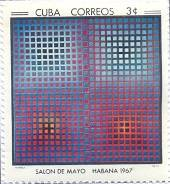 CUBA CORREOS 3¢
SALON DE MAYO HABANA 1967